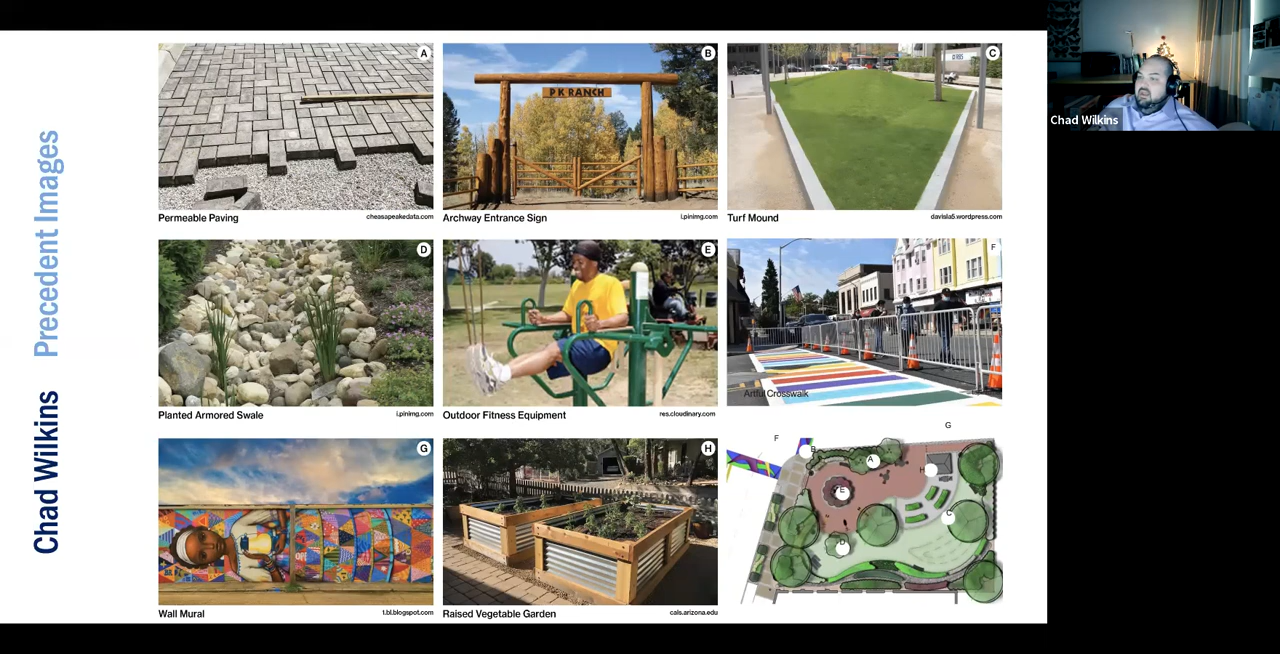 Chad Wilkins Precedent Images
A
B
C
PK RANCH
Permeable Paving cheasapeakedata.com
Archway Entrance Sign i.pinimg.com
Turf Mound davisla5.wordpress.com
D
E
F
Artful Crosswalk
Planted Armored Swale i.pinimg.com
Outdoor Fitness Equipment res.cloudinary.com
G
H
Wall Mural 1.bl.blogspot.com
Raised Vegetable Garden cals.arizona.edu
G
F
B
A
H
E
C
D
Chad Wilkins